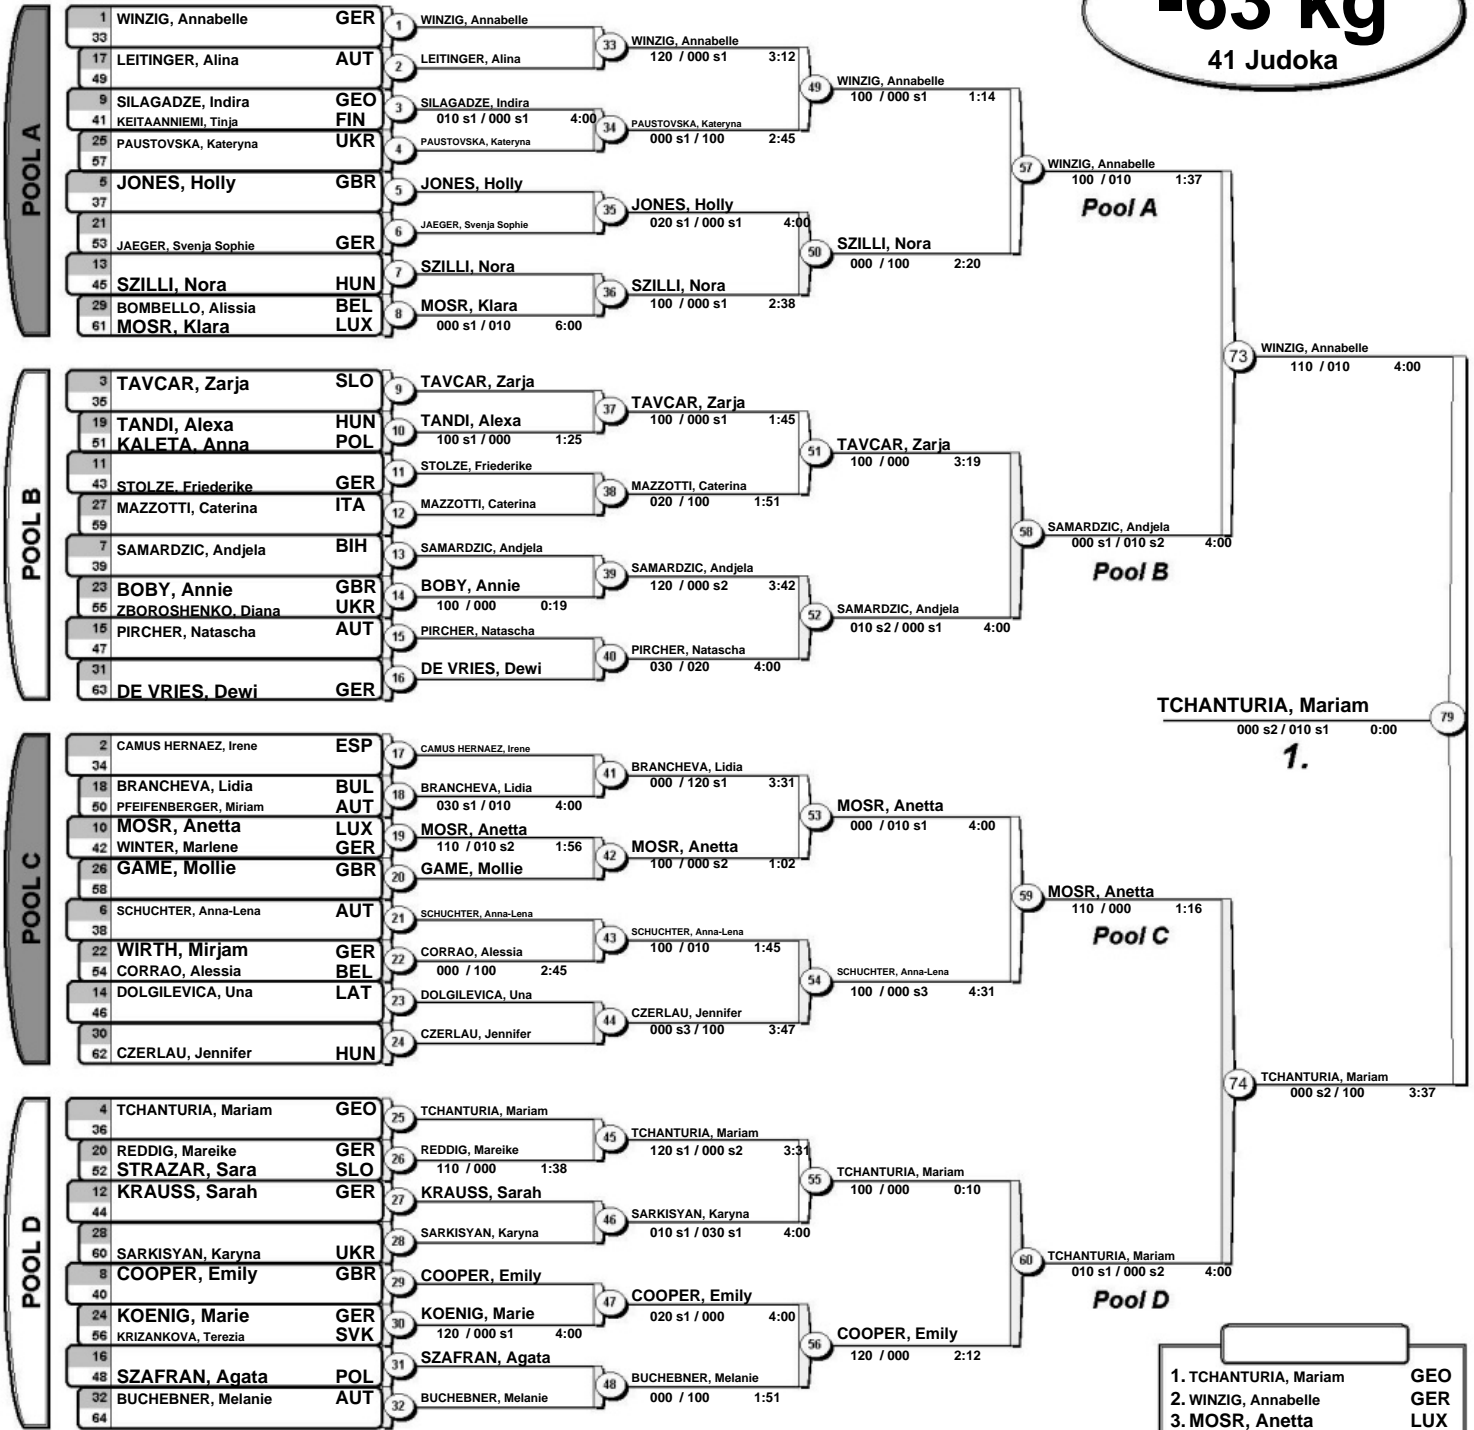 -63 kg
41 Judoka
POOL A
1 WINZIG, Annabelle GER
33
17 LEITINGER, Alina AUT
49
9 SILAGADZE, Indira GEO
41 KEITAANNIEMI, Tinja FIN
25 PAUSTOVSKA, Kateryna UKR
57
5 JONES, Holly GBR
37
21
53 JAEGER, Svenja Sophie GER
13
45 SZILLI, Nora HUN
29 BOMBELLO, Alissia BEL
61 MOSR, Klara LUX
1 WINZIG, Annabelle
2 LEITINGER, Alina
3 SILAGADZE, Indira
010 s1 / 000 s1 4:00
4 PAUSTOVSKA, Kateryna
5 JONES, Holly
6 JAEGER, Svenja Sophie
7 SZILLI, Nora
8 MOSR, Klara
000 s1 / 010 6:00
33 WINZIG, Annabelle
120 / 000 s1 3:12
34 PAUSTOVSKA, Kateryna
000 s1 / 100 2:45
35 JONES, Holly
020 s1 / 000 s1 4:00
36 SZILLI, Nora
100 / 000 s1 2:38
49 WINZIG, Annabelle
100 / 000 s1 1:14
50 SZILLI, Nora
000 / 100 2:20
57 WINZIG, Annabelle
100 / 010 1:37
Pool A
POOL B
3 TAVCAR, Zarja SLO
35
19 TANDI, Alexa HUN
51 KALETA, Anna POL
11
43 STOLZE, Friederike GER
27 MAZZOTTI, Caterina ITA
59
7 SAMARDZIC, Andjela BIH
39
23 BOBY, Annie GBR
55 ZBOROSHENKO, Diana UKR
15 PIRCHER, Natascha AUT
47
31
63 DE VRIES, Dewi GER
9 TAVCAR, Zarja
10 TANDI, Alexa
100 s1 / 000 1:25
11 STOLZE, Friederike
12 MAZZOTTI, Caterina
13 SAMARDZIC, Andjela
14 BOBY, Annie
100 / 000 0:19
15 PIRCHER, Natascha
16 DE VRIES, Dewi
37 TAVCAR, Zarja
100 / 000 s1 1:45
38 MAZZOTTI, Caterina
020 / 100 1:51
39 SAMARDZIC, Andjela
120 / 000 s2 3:42
40 PIRCHER, Natascha
030 / 020 4:00
51 TAVCAR, Zarja
100 / 000 3:19
52 SAMARDZIC, Andjela
010 s2 / 000 s1 4:00
58 SAMARDZIC, Andjela
000 s1 / 010 s2 4:00
Pool B
73 WINZIG, Annabelle
110 / 010 4:00
TCHANTURIA, Mariam 79
000 s2 / 010 s1 0:00
1.
POOL C
2 CAMUS HERNAEZ, Irene ESP
34
18 BRANCHEVA, Lidia BUL
50 PFEIFENBERGER, Miriam AUT
10 MOSR, Anetta LUX
42 WINTER, Marlene GER
26 GAME, Mollie GBR
58
6 SCHUCHTER, Anna-Lena AUT
38
22 WIRTH, Mirjam GER
54 CORRAO, Alessia BEL
14 DOLGILEVICA, Una LAT
46
30
62 CZERLAU, Jennifer HUN
17 CAMUS HERNAEZ, Irene
18 BRANCHEVA, Lidia
030 s1 / 010 4:00
19 MOSR, Anetta
110 / 010 s2 1:56
20 GAME, Mollie
21 SCHUCHTER, Anna-Lena
22 CORRAO, Alessia
000 / 100 2:45
23 DOLGILEVICA, Una
24 CZERLAU, Jennifer
41 BRANCHEVA, Lidia
000 / 120 s1 3:31
42 MOSR, Anetta
100 / 000 s2 1:02
43 SCHUCHTER, Anna-Lena
100 / 010 1:45
44 CZERLAU, Jennifer
000 s3 / 100 3:47
53 MOSR, Anetta
000 / 010 s1 4:00
54 SCHUCHTER, Anna-Lena
100 / 000 s3 4:31
59 MOSR, Anetta
110 / 000 1:16
Pool C
74 TCHANTURIA, Mariam
000 s2 / 100 3:37
POOL D
4 TCHANTURIA, Mariam GEO
36
20 REDDIG, Mareike GER
52 STRAZAR, Sara SLO
12 KRAUSS, Sarah GER
44
28
60 SARKISYAN, Karyna UKR
8 COOPER, Emily GBR
40
24 KOENIG, Marie GER
56 KRIZANKOVA, Terezia SVK
16
48 SZAFRAN, Agata POL
32 BUCHEBNER, Melanie AUT
64
25 TCHANTURIA, Mariam
26 REDDIG, Mareike
110 / 000 1:38
27 KRAUSS, Sarah
28 SARKISYAN, Karyna
29 COOPER, Emily
30 KOENIG, Marie
120 / 000 s1 4:00
31 SZAFRAN, Agata
32 BUCHEBNER, Melanie
45 TCHANTURIA, Mariam
120 s1 / 000 s2 3:31
46 SARKISYAN, Karyna
010 s1 / 030 s1 4:00
47 COOPER, Emily
020 s1 / 000 4:00
48 BUCHEBNER, Melanie
000 / 100 1:51
55 TCHANTURIA, Mariam
100 / 000 0:10
56 COOPER, Emily
120 / 000 2:12
60 TCHANTURIA, Mariam
010 s1 / 000 s2 4:00
Pool D
1. TCHANTURIA, Mariam GEO
2. WINZIG, Annabelle GER
3. MOSR, Anetta LUX